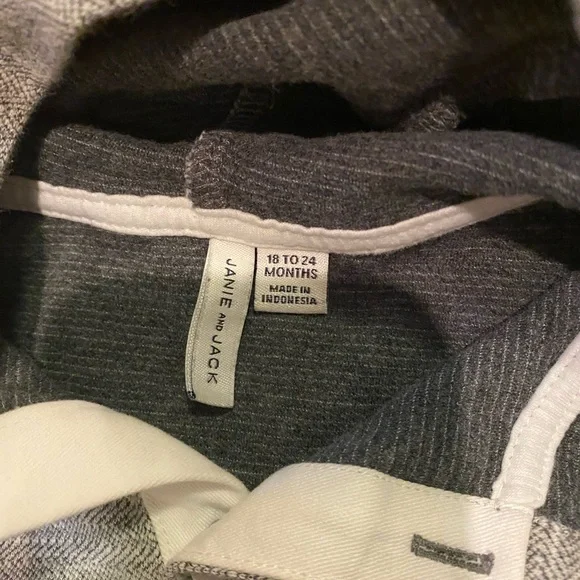 JANIE AND JACK
18 TO 24
MONTHS
MADE IN
INDONESIA